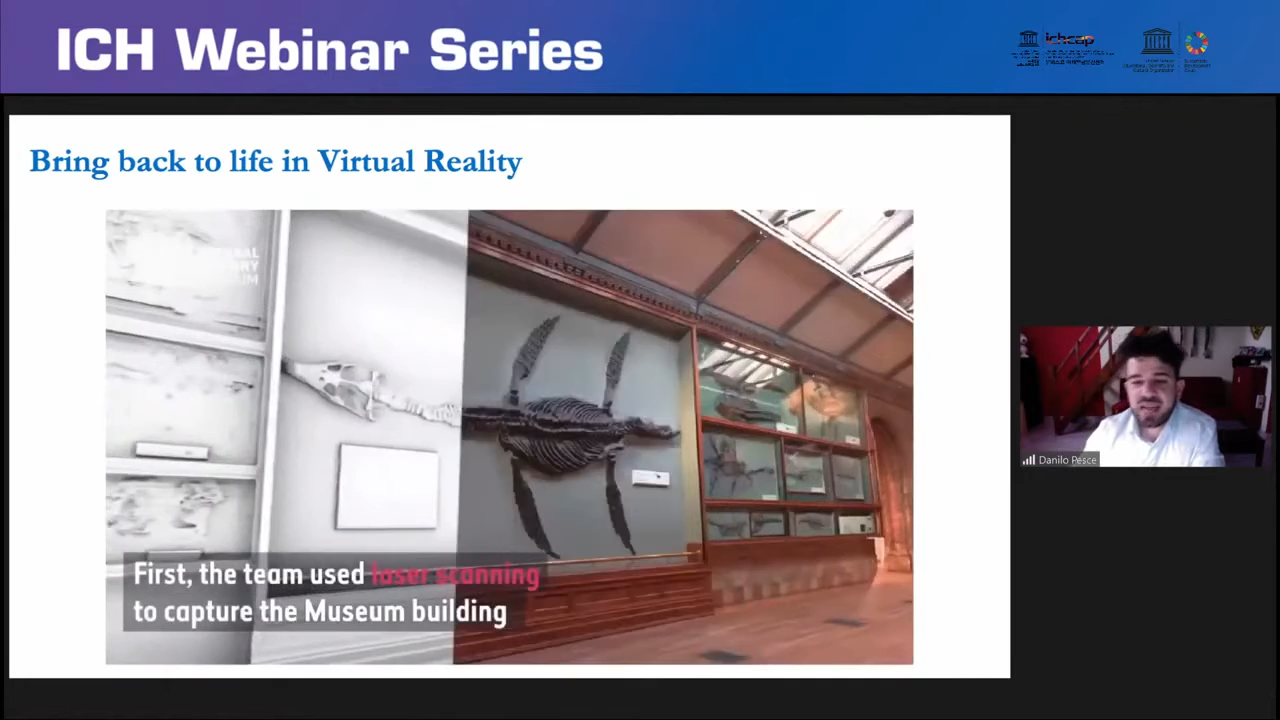 ICH Webinar Series
ichcap
Bring back to life in Virtual Reality
First, the team used laser scanning
to capture the Museum building
Danilo Pesce